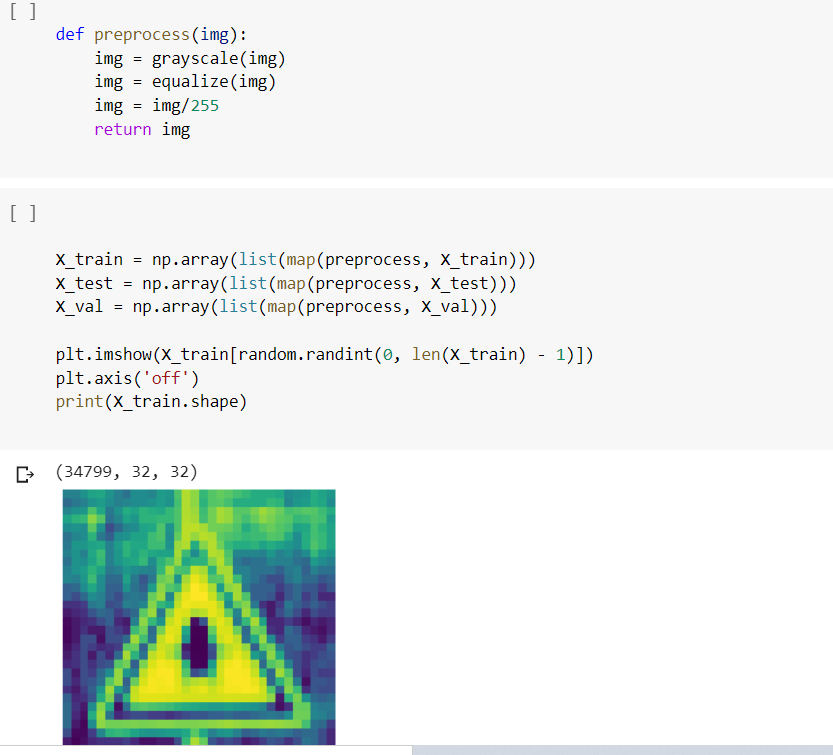 [ ]
def preprocess(img):
    img = grayscale(img)
    img = equalize(img)
    img = img/255
    return img
[ ]
X_train = np.array(list(map(preprocess, X_train)))
X_test = np.array(list(map(preprocess, X_test)))
X_val = np.array(list(map(preprocess, X_val)))
plt.imshow(X_train[random.randint(0, len(X_train) - 1)])
plt.axis('off')
print(X_train.shape)
(34799, 32, 32)